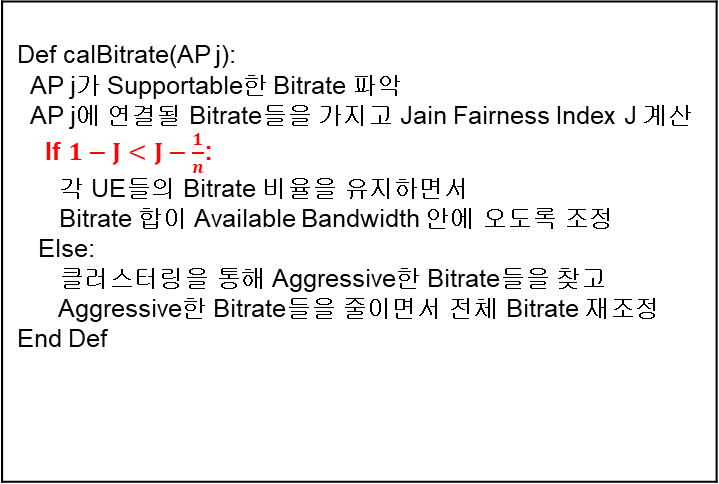 Def calBitrate(AP j):
AP j가 Supportable한 Bitrate 파악
AP j에 연결될 Bitrate들을 가지고 Jain Fairness Index J 계산
If 1 − J < J − 1/n:
각 UE들의 Bitrate 비율을 유지하면서
Bitrate 합이 Available Bandwidth 안에 오도록 조정
Else:
클러스터링을 통해 Aggressive한 Bitrate들을 찾고
Aggressive한 Bitrate들을 줄이면서 전체 Bitrate 재조정
End Def